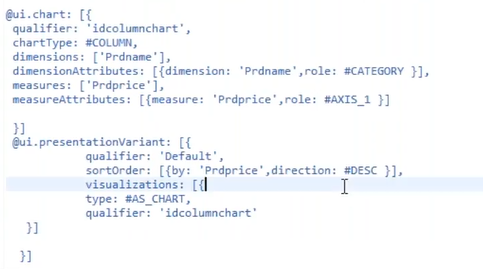 @ui.chart: [{
qualifier: 'idcolumnchart',
chartType: #COLUMN,
dimensions: ['Prdname'],
dimensionAttributes: [{dimension: 'Prdname',role: #CATEGORY }],
measures: ['Prdprice'],
measureAttributes: [{measure: 'Prdprice',role: #AXIS_1 }]
}]
@ui.presentationVariant: [{
qualifier: 'Default',
sortOrder: [{by: 'Prdprice',direction: #DESC }],
visualizations: [{
type: #AS_CHART,
qualifier: 'idcolumnchart'
}]
}]